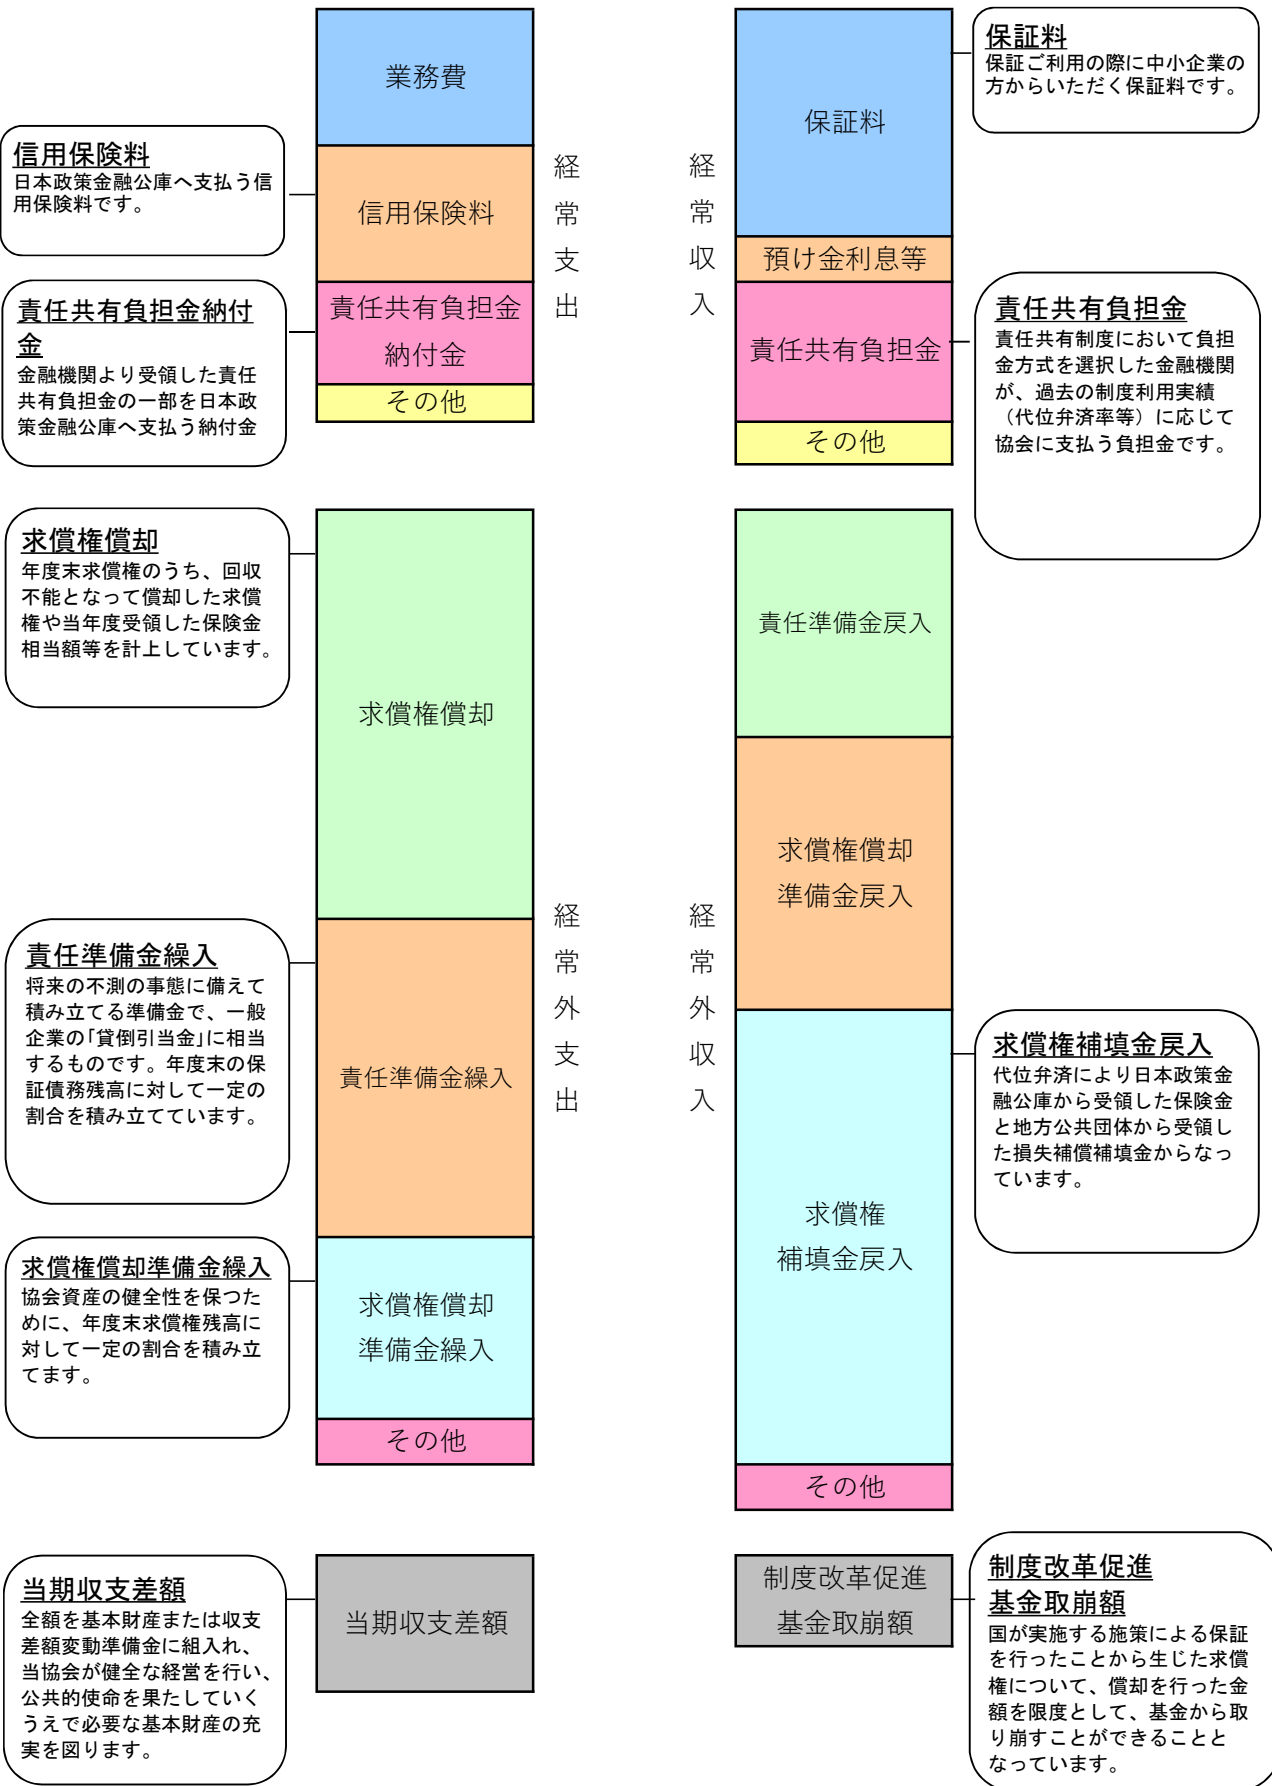 業務費
信用保険料
責任共有負担金
納付金
その他
経
常
支
出
信用保険料
日本政策金融公庫へ支払う信
用保険料です。
責任共有負担金納付
金
金融機関より受領した責任
共有負担金の一部を日本政
策金融公庫へ支払う納付金
経
常
収
入
保証料
預け金利息等
責任共有負担金
その他
保証料
保証ご利用の際に中小企業の
方からいただく保証料です。
責任共有負担金
責任共有制度において負担
金方式を選択した金融機関
が、過去の制度利用実績
（代位弁済率等）に応じて
協会に支払う負担金です。
求償権償却
年度末求償権のうち、回収
不能となって償却した求償
権や当年度受領した保険金
相当額等を計上しています。
責任準備金繰入
将来の不測の事態に備えて
積み立てる準備金で、一般
企業の｢貸倒引当金｣に相当
するものです。年度末の保
証債務残高に対して一定の
割合を積み立てています。
求償権償却準備金繰入
協会資産の健全性を保つた
めに、年度末求償権残高に
対して一定の割合を積み立
てます。
求償権償却
責任準備金繰入
求償権償却
準備金繰入
その他
経
常
外
支
出
経
常
外
収
入
責任準備金戻入
求償権償却
準備金戻入
求償権
補填金戻入
その他
求償権補填金戻入
代位弁済により日本政策金
融公庫から受領した保険金
と地方公共団体から受領し
た損失補償補填金からなっ
ています。
当期収支差額
全額を基本財産または収支
差額変動準備金に組入れ、
当協会が健全な経営を行い、
公共的使命を果たしていく
うえで必要な基本財産の充
実を図ります。
当期収支差額
制度改革促進
基金取崩額
制度改革促進
基金取崩額
国が実施する施策による保証
を行ったことから生じた求償
権について、償却を行った金
額を限度として、基金から取
り崩すことができることと
なっています。